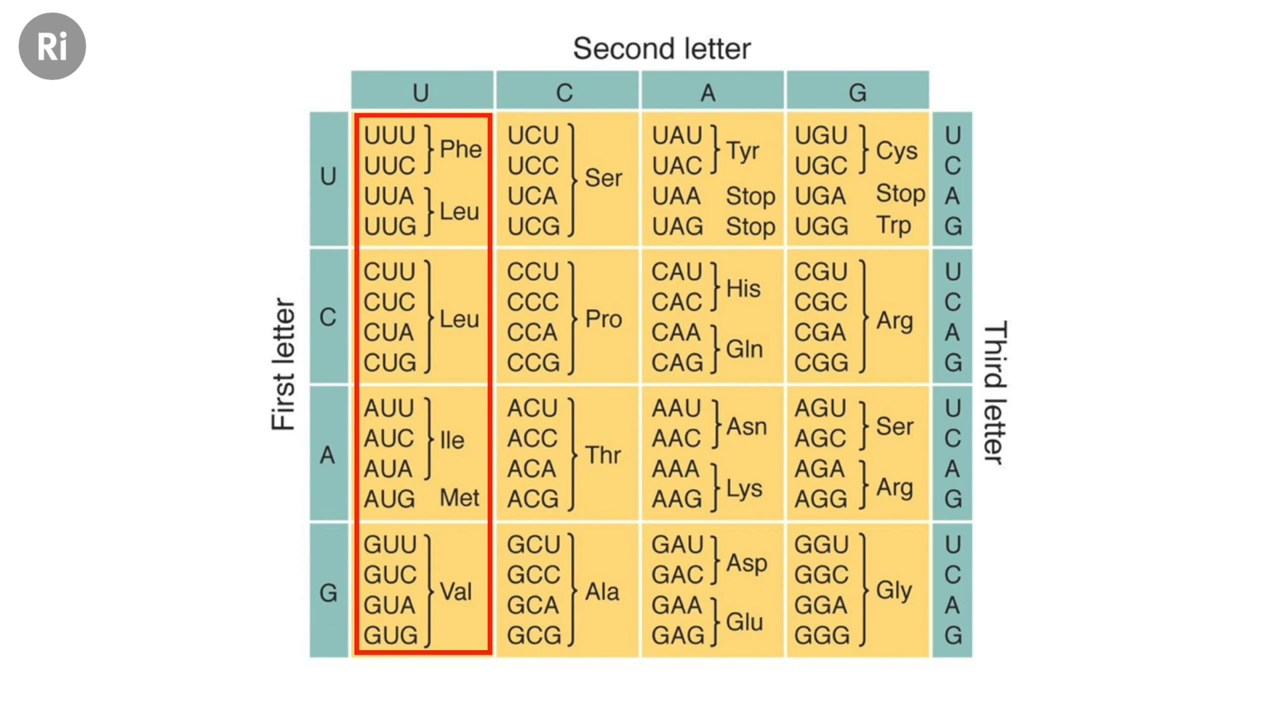 Ri
Second letter
U C A G
First letter
U
UUU UUC Phe
UUA UUG Leu
UCU UCC UCA UCG Ser
UAU UAC Tyr
UAA Stop
UAG Stop
UGU UGC Cys
UGA Stop
UGG Trp
U C A G
C
CUU CUC CUA CUG Leu
CCU CCC CCA CCG Pro
CAU CAC His
CAA CAG Gln
CGU CGC CGA CGG Arg
U C A G
A
AUU AUC AUA Ile
AUG Met
ACU ACC ACA ACG Thr
AAU AAC Asn
AAA AAG Lys
AGU AGC Ser
AGA AGG Arg
U C A G
G
GUU GUC GUA GUG Val
GCU GCC GCA GCG Ala
GAU GAC Asp
GAA GAG Glu
GGU GGC GGA GGG Gly
U C A G
Third letter